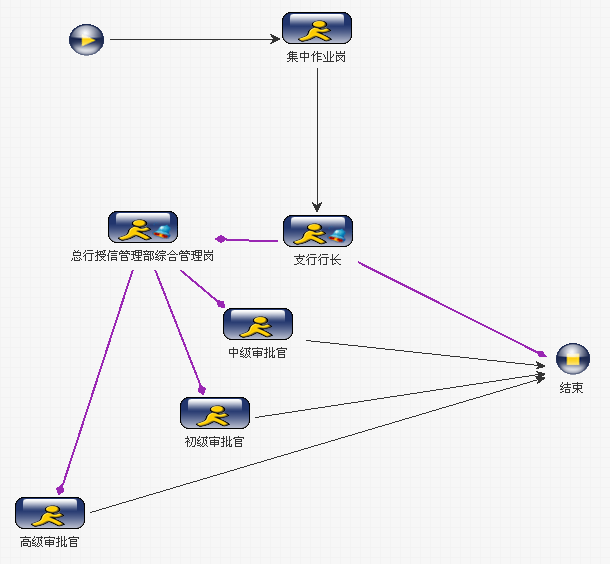 集中作业岗
总行授信管理部综合管理岗
支行行长
中级审批官
结束
初级审批官
高级审批官